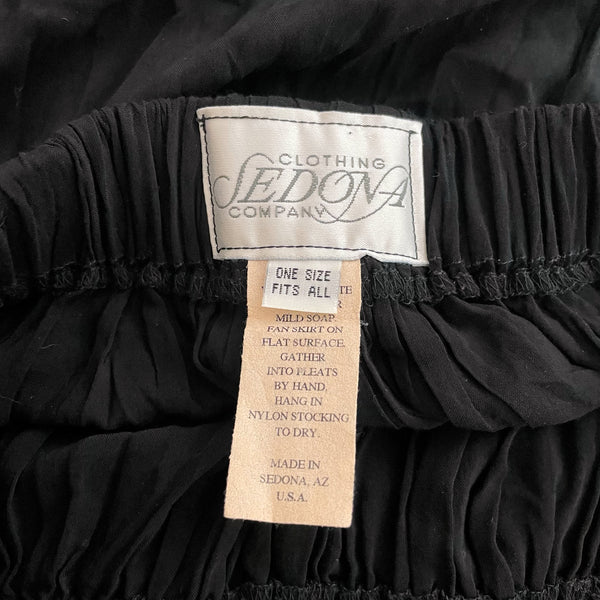 CLOTHING
SEDONA
COMPANY
ONE SIZE
FITS ALL
MILD SOAP.
FAN SKIRT ON
FLAT SURFACE.
GATHER
INTO PLEATS
BY HAND,
HANG IN
NYLON STOCKING
TO DRY.
MADE IN
SEDONA, AZ
U.S.A.